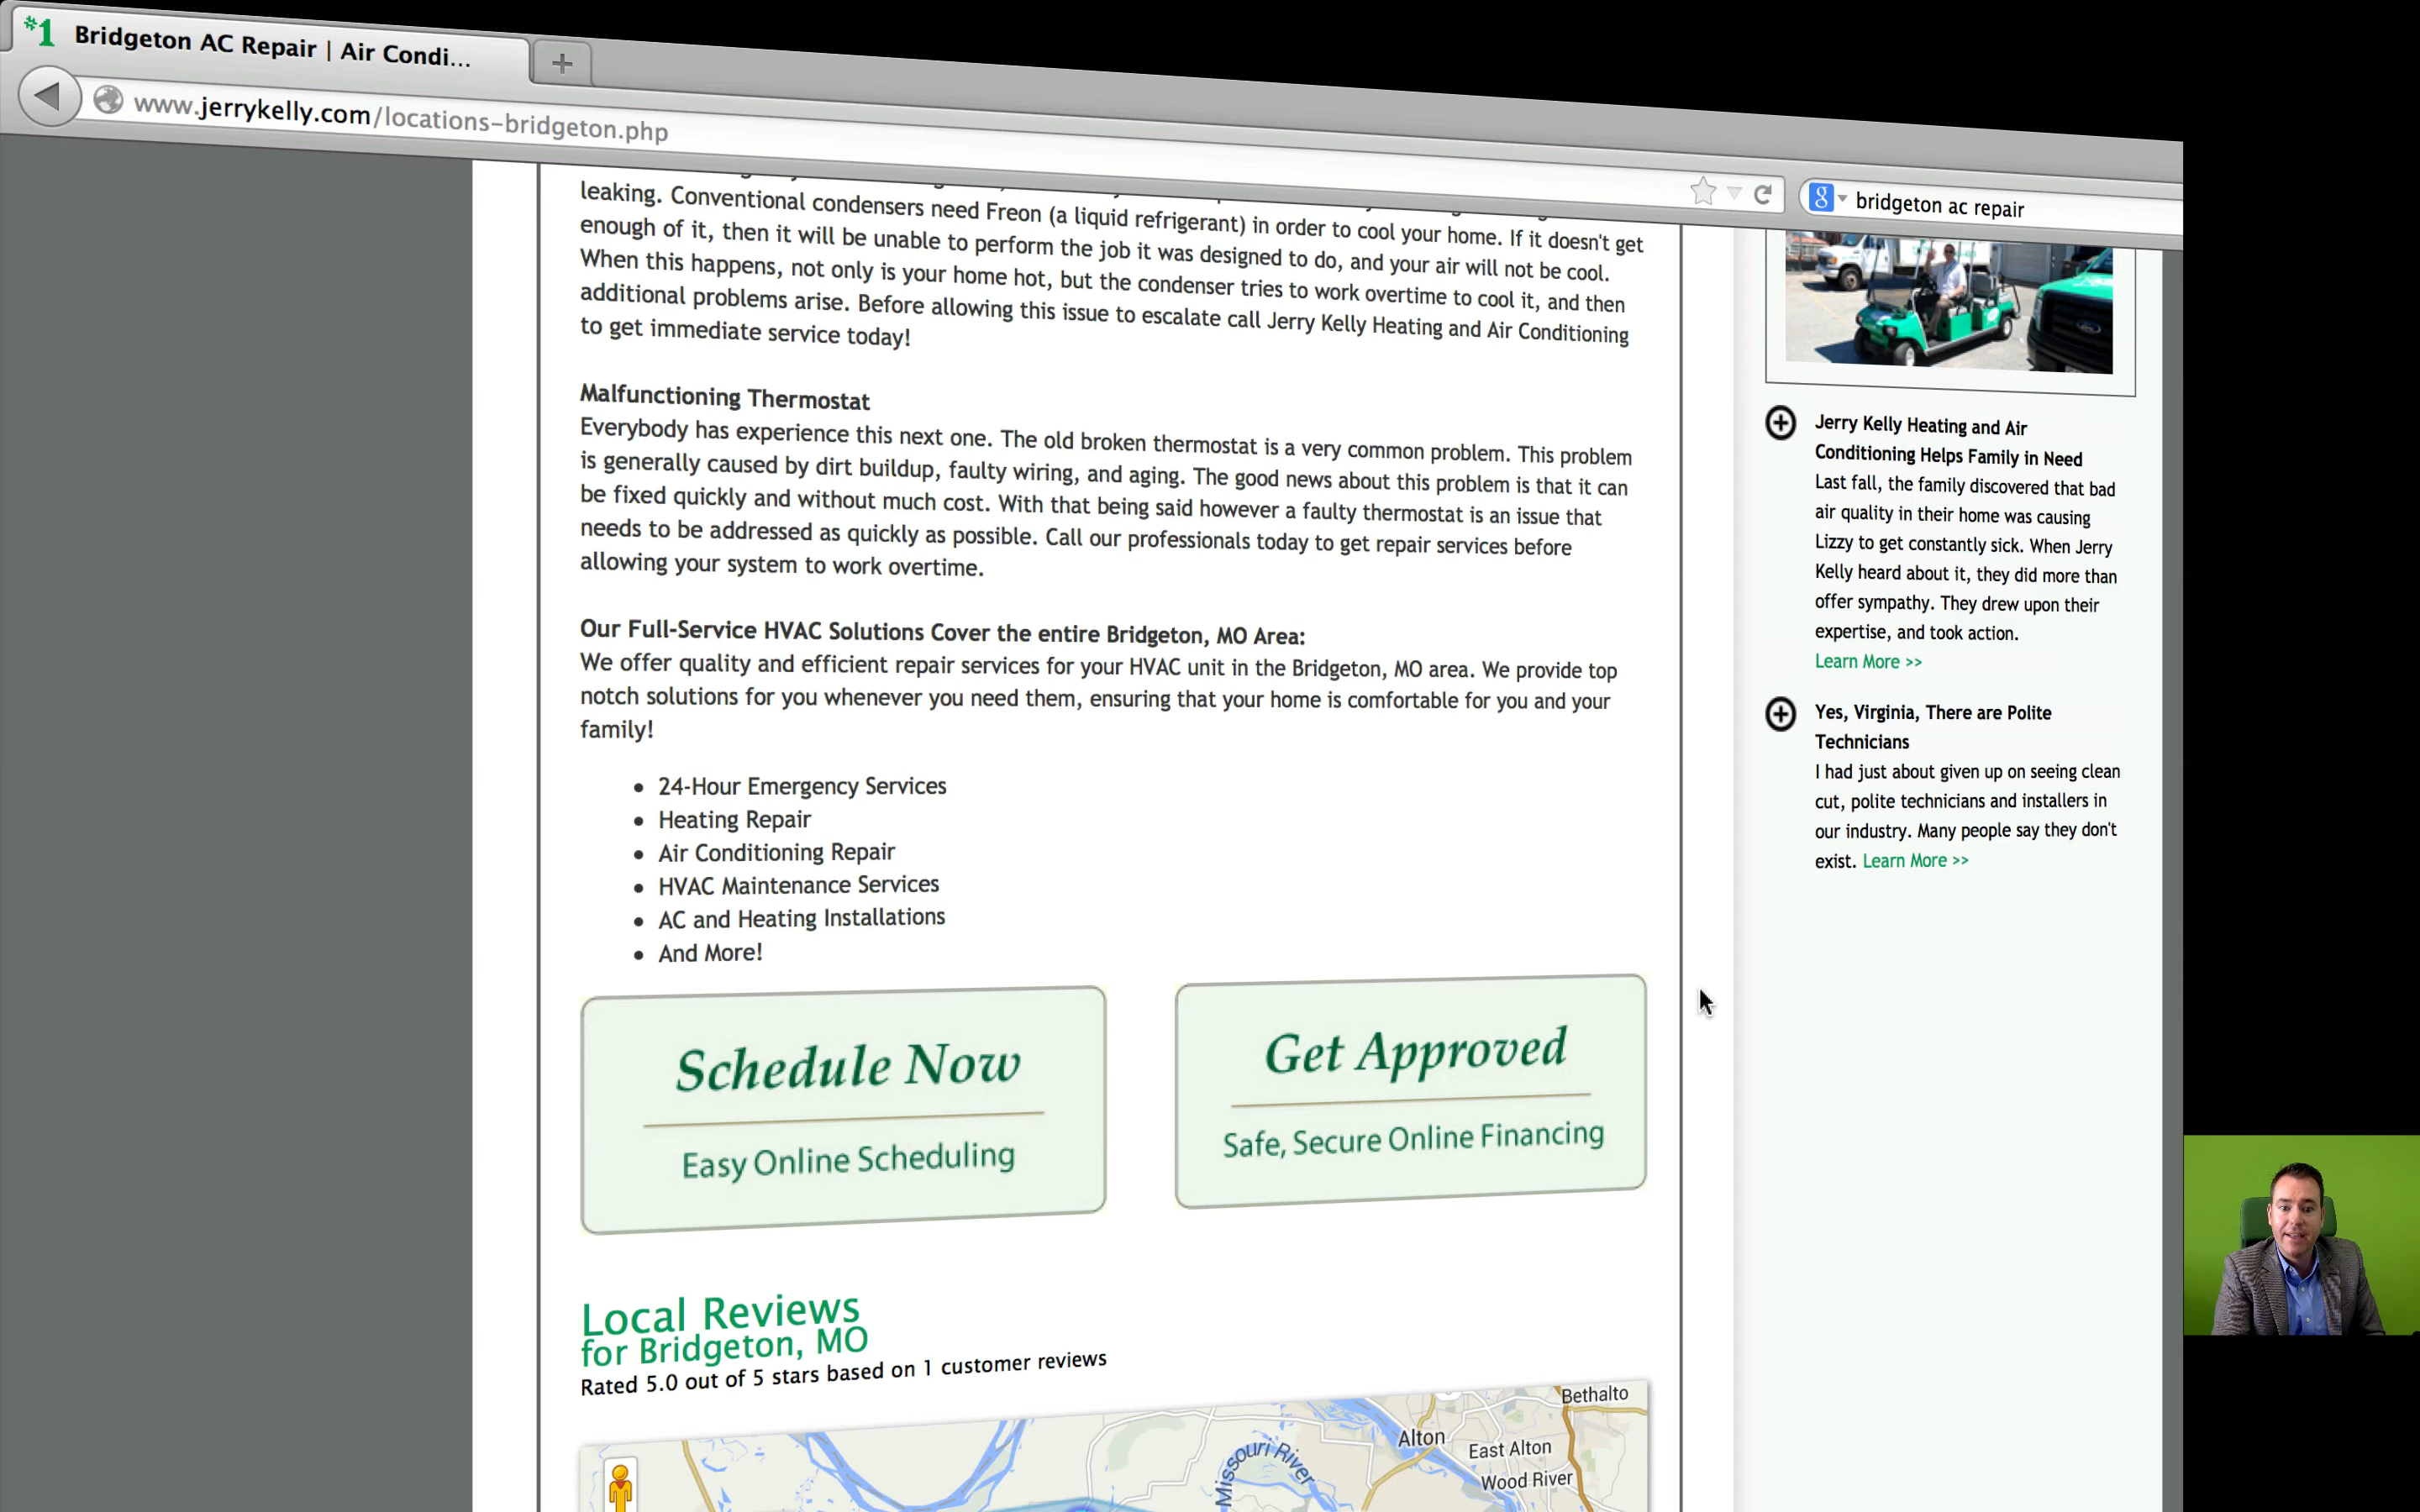 #1 Bridgeton AC Repair | Air Condi...
+
www.jerrykelly.com/locations-bridgeton.php
g bridgeton ac repair
leaking. Conventional condensers need Freon (a liquid refrigerant) in order to cool your home. If it doesn't get
enough of it, then it will be unable to perform the job it was designed to do, and your air will not be cool.
When this happens, not only is your home hot, but the condenser tries to work overtime to cool it, and then
additional problems arise. Before allowing this issue to escalate call Jerry Kelly Heating and Air Conditioning
to get immediate service today!
Malfunctioning Thermostat
Everybody has experience this next one. The old broken thermostat is a very common problem. This problem
is generally caused by dirt buildup, faulty wiring, and aging. The good news about this problem is that it can
be fixed quickly and without much cost. With that being said however a faulty thermostat is an issue that
needs to be addressed as quickly as possible. Call our professionals today to get repair services before
allowing your system to work overtime.
Our Full-Service HVAC Solutions Cover the entire Bridgeton, MO Area:
We offer quality and efficient repair services for your HVAC unit in the Bridgeton, MO area. We provide top
notch solutions for you whenever you need them, ensuring that your home is comfortable for you and your
family!
• 24-Hour Emergency Services
• Heating Repair
• Air Conditioning Repair
• HVAC Maintenance Services
• AC and Heating Installations
• And More!
Schedule Now
Easy Online Scheduling
Get Approved
Safe, Secure Online Financing
Local Reviews
for Bridgeton, MO
Rated 5.0 out of 5 stars based on 1 customer reviews
Bethalto
Alton
East Alton
Wood River
Missouri River
Jerry Kelly Heating and Air
Conditioning Helps Family in Need
Last fall, the family discovered that bad
air quality in their home was causing
Lizzy to get constantly sick. When Jerry
Kelly heard about it, they did more than
offer sympathy. They drew upon their
expertise, and took action.
Learn More >>
Yes, Virginia, There are Polite
Technicians
I had just about given up on seeing clean
cut, polite technicians and installers in
our industry. Many people say they don't
exist. Learn More >>